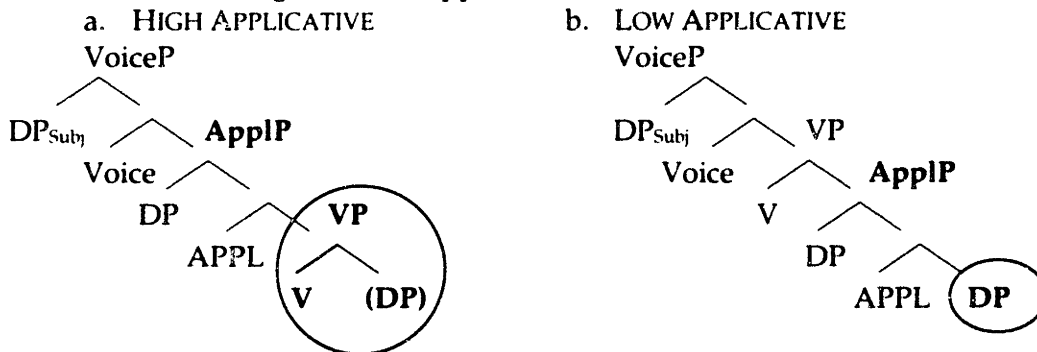 a. HIGH APPLICATIVE
b. LOW APPLICATIVE
VoiceP
VoiceP
DPSubj
ApplP
DPSubj
VP
Voice
Voice
ApplP
DP
VP
V
APPL
DP
V (DP)
APPL DP